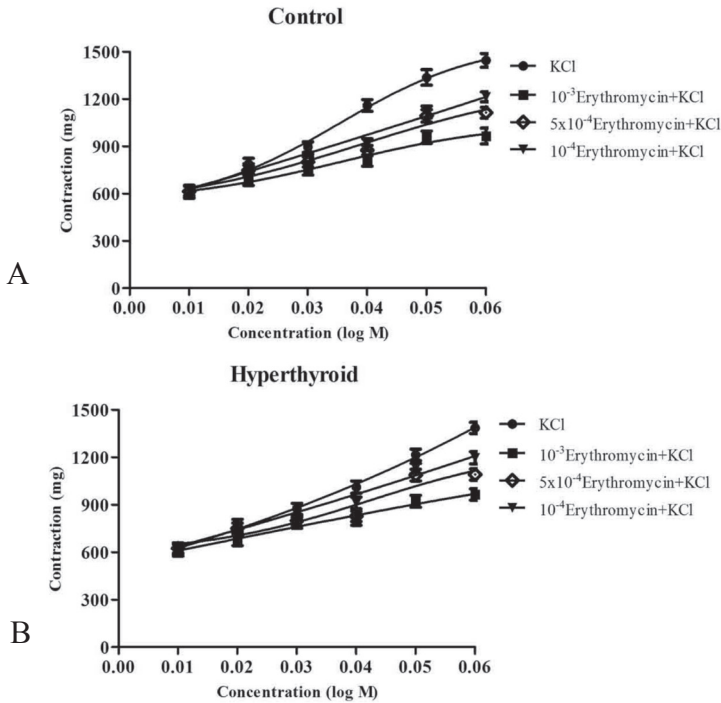 Control
1500
1200
900
600
300
0
Contraction (mg)
0.00 0.01 0.02 0.03 0.04 0.05 0.06
Concentration (log M)
KCl
10⁻³Erythromycin+KCl
5x10⁻⁴Erythromycin+KCl
10⁻⁴Erythromycin+KCl
A
Hyperthyroid
1500
1200
900
600
300
0
Contraction (mg)
0.00 0.01 0.02 0.03 0.04 0.05 0.06
Concentration (log M)
KCl
10⁻³Erythromycin+KCl
5x10⁻⁴Erythromycin+KCl
10⁻⁴Erythromycin+KCl
B